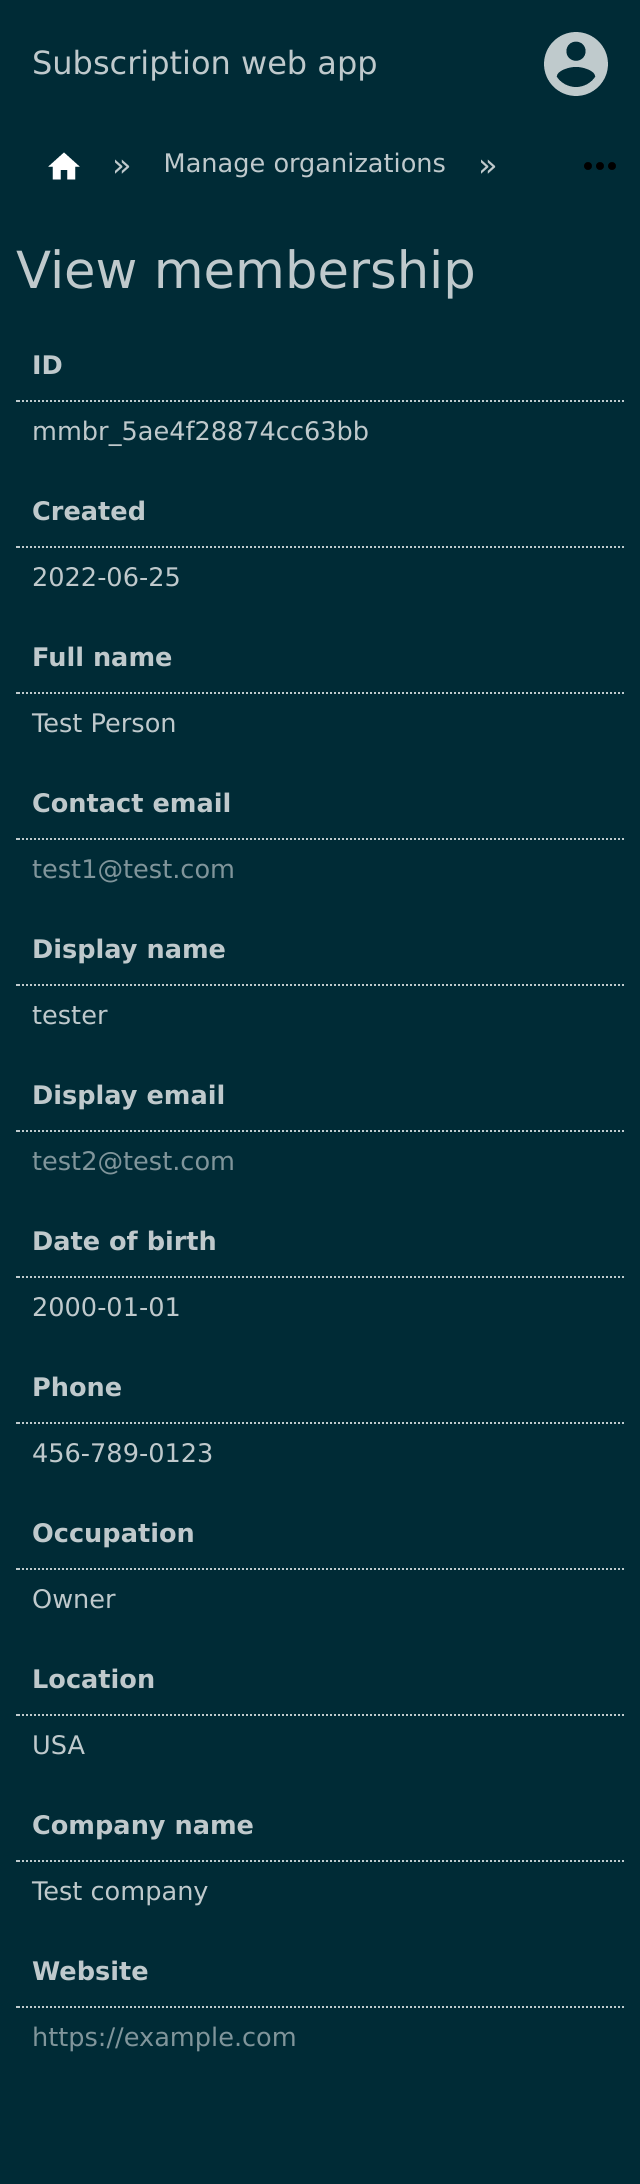 Subscription web app
» Manage organizations »
View membership
ID
mmbr_5ae4f28874cc63bb
Created
2022-06-25
Full name
Test Person
Contact email
test1@test.com
Display name
tester
Display email
test2@test.com
Date of birth
2000-01-01
Phone
456-789-0123
Occupation
Owner
Location
USA
Company name
Test company
Website
https://example.com